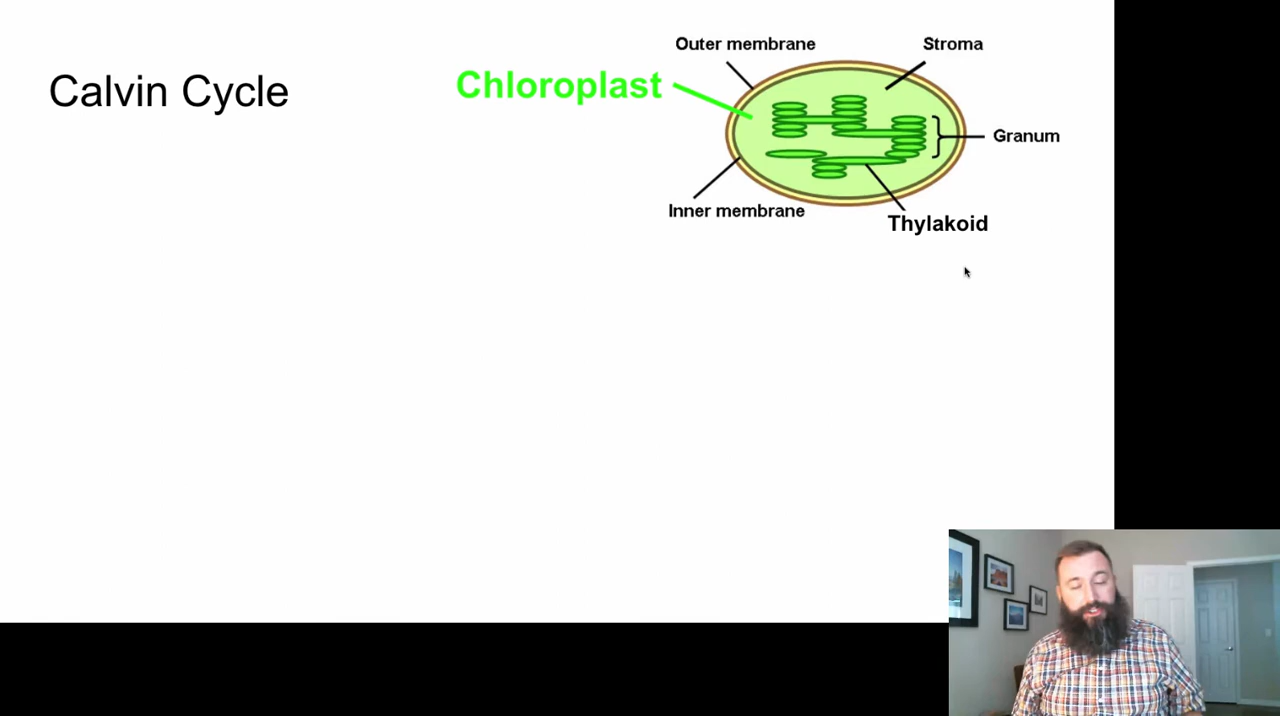 Calvin Cycle
Chloroplast
Outer membrane
Stroma
Granum
Inner membrane
Thylakoid